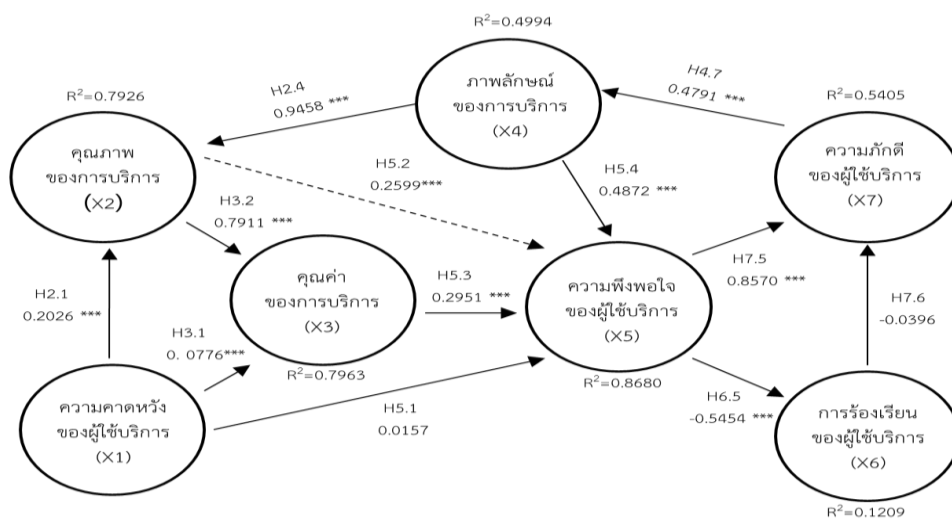 R²=0.4994
ภาพลักษณ์
ของการบริการ
(X4)
H2.4
0.9458 ***
H4.7
0.4791 ***
R²=0.7926
คุณภาพ
ของการบริการ
(X2)
R²=0.5405
ความภักดี
ของผู้ใช้บริการ
(X7)
H5.2
0.2599***
H5.4
0.4872 ***
H3.2
0.7911 ***
คุณค่า
ของการบริการ
(X3)
R²=0.7963
H5.3
0.2951 ***
ความพึงพอใจ
ของผู้ใช้บริการ
(X5)
R²=0.8680
H7.5
0.8570 ***
H7.6
-0.0396
H2.1
0.2026 ***
H3.1
0. 0776***
ความคาดหวัง
ของผู้ใช้บริการ
(X1)
H5.1
0.0157
H6.5
-0.5454 ***
การร้องเรียน
ของผู้ใช้บริการ
(X6)
R²=0.1209